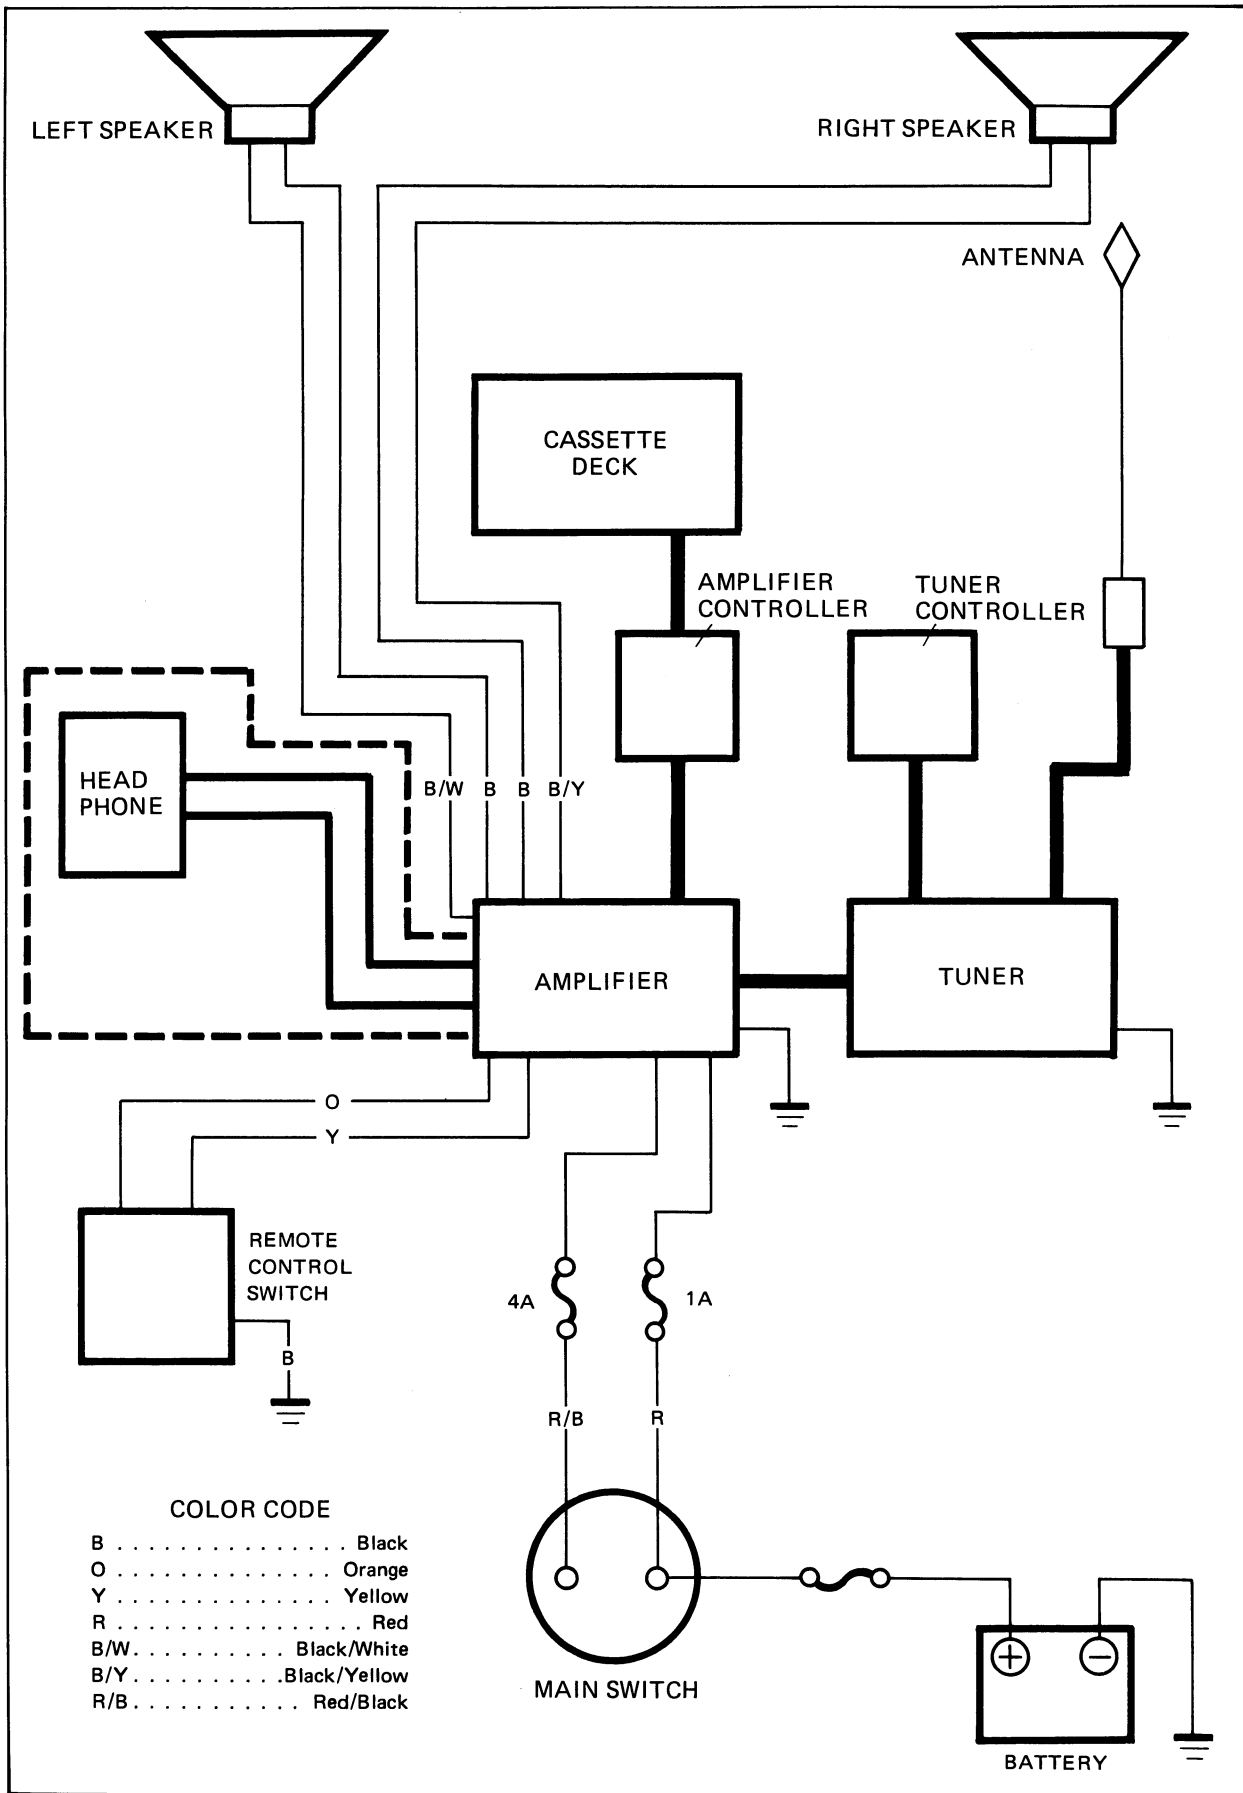 LEFT SPEAKER
RIGHT SPEAKER
ANTENNA
CASSETTE
DECK
AMPLIFIER
CONTROLLER
TUNER
CONTROLLER
HEAD
PHONE
B/W B B B/Y
AMPLIFIER
TUNER
O
Y
REMOTE
CONTROL
SWITCH
B
4A
1A
R/B
R
COLOR CODE
B . . . . . . . . . . . . . . . Black
O . . . . . . . . . . . . . . Orange
Y . . . . . . . . . . . . . . Yellow
R . . . . . . . . . . . . . . . . . Red
B/W. . . . . . . . . . Black/White
B/Y . . . . . . . . . .Black/Yellow
R/B . . . . . . . . . . . Red/Black
MAIN SWITCH
+ −
BATTERY